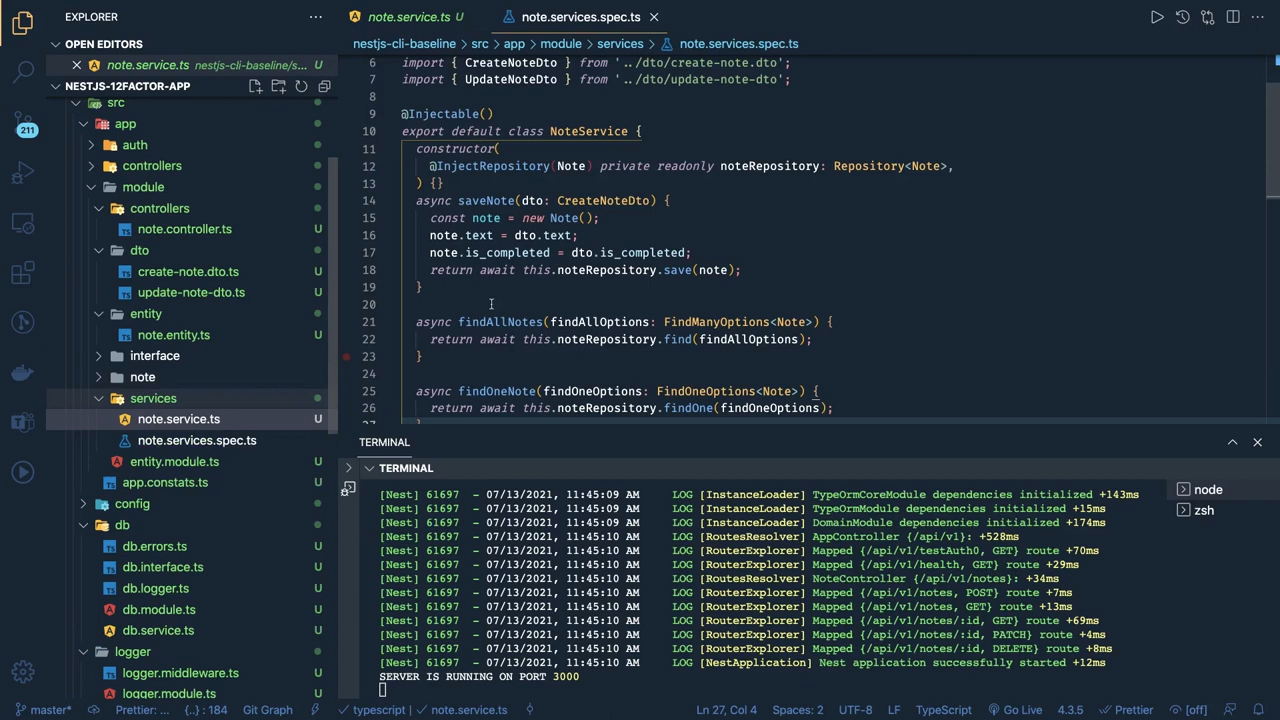 EXPLORER
OPEN EDITORS
note.service.ts nestjs-cli-baseline/s... U
NESTJS-12FACTOR-APP
src
app
auth
controllers
module
controllers
note.controller.ts U
dto
create-note.dto.ts U
update-note-dto.ts U
entity
note.entity.ts U
interface
note
services
note.service.ts U
note.services.spec.ts U
entity.module.ts U
app.constats.ts U
config
db
db.errors.ts U
db.interface.ts U
db.logger.ts U
db.module.ts U
db.service.ts U
logger
logger.middleware.ts U
logger.module.ts U
211
note.service.ts U
note.services.spec.ts
nestjs-cli-baseline > src > app > module > services > note.services.spec.ts
6 import { CreateNoteDto } from '../dto/create-note.dto';
7 import { UpdateNoteDto } from '../dto/update-note-dto';
8
9 @Injectable()
10 export default class NoteService {
11 constructor(
12 @InjectRepository(Note) private readonly noteRepository: Repository<Note>,
13 ) {}
14 async saveNote(dto: CreateNoteDto) {
15 const note = new Note();
16 note.text = dto.text;
17 note.is_completed = dto.is_completed;
18 return await this.noteRepository.save(note);
19 }
20
21 async findAllNotes(findAllOptions: FindManyOptions<Note>) {
22 return await this.noteRepository.find(findAllOptions);
23 }
24
25 async findOneNote(findOneOptions: FindOneOptions<Note>) {
26 return await this.noteRepository.findOne(findOneOptions);
TERMINAL
TERMINAL
[Nest] 61697 - 07/13/2021, 11:45:09 AM LOG [InstanceLoader] TypeOrmCoreModule dependencies initialized +143ms
[Nest] 61697 - 07/13/2021, 11:45:09 AM LOG [InstanceLoader] TypeOrmModule dependencies initialized +15ms
[Nest] 61697 - 07/13/2021, 11:45:09 AM LOG [InstanceLoader] DomainModule dependencies initialized +174ms
[Nest] 61697 - 07/13/2021, 11:45:10 AM LOG [RoutesResolver] AppController {/api/v1}: +528ms
[Nest] 61697 - 07/13/2021, 11:45:10 AM LOG [RouterExplorer] Mapped {/api/v1/testAuth0, GET} route +70ms
[Nest] 61697 - 07/13/2021, 11:45:10 AM LOG [RouterExplorer] Mapped {/api/v1/health, GET} route +29ms
[Nest] 61697 - 07/13/2021, 11:45:10 AM LOG [RoutesResolver] NoteController {/api/v1/notes}: +34ms
[Nest] 61697 - 07/13/2021, 11:45:10 AM LOG [RouterExplorer] Mapped {/api/v1/notes, POST} route +7ms
[Nest] 61697 - 07/13/2021, 11:45:10 AM LOG [RouterExplorer] Mapped {/api/v1/notes, GET} route +13ms
[Nest] 61697 - 07/13/2021, 11:45:10 AM LOG [RouterExplorer] Mapped {/api/v1/notes/:id, GET} route +69ms
[Nest] 61697 - 07/13/2021, 11:45:10 AM LOG [RouterExplorer] Mapped {/api/v1/notes/:id, PATCH} route +4ms
[Nest] 61697 - 07/13/2021, 11:45:10 AM LOG [RouterExplorer] Mapped {/api/v1/notes/:id, DELETE} route +8ms
[Nest] 61697 - 07/13/2021, 11:45:10 AM LOG [NestApplication] Nest application successfully started +12ms
SERVER IS RUNNING ON PORT 3000
node
zsh
master* Prettier: ... {..} : 184 Git Graph typescript | note.service.ts Ln 27, Col 4 Spaces: 2 UTF-8 LF TypeScript Go Live 4.3.5 Prettier [off]